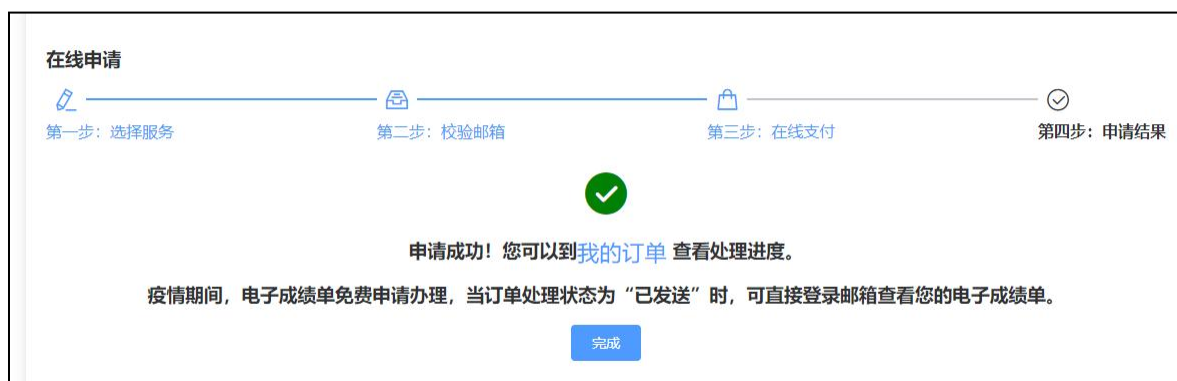 在线申请
第一步：选择服务
第二步：校验邮箱
第三步：在线支付
第四步：申请结果
申请成功！您可以到我的订单 查看处理进度。
疫情期间，电子成绩单免费申请办理，当订单处理状态为“已发送”时，可直接登录邮箱查看您的电子成绩单。
完成